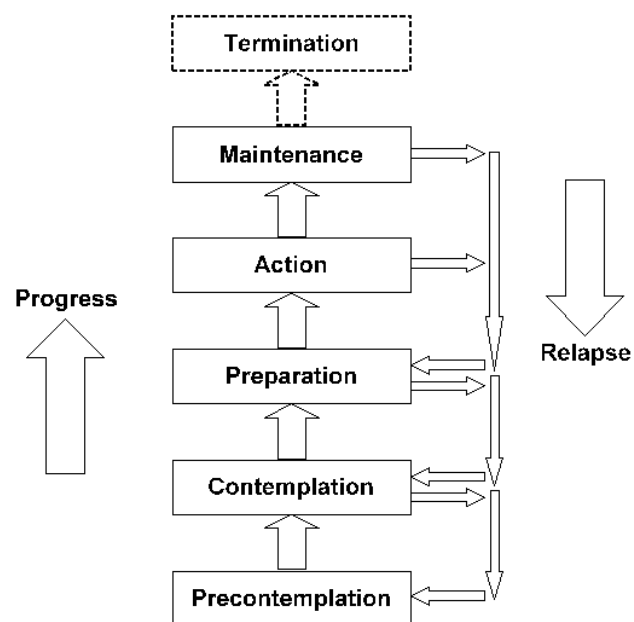 Termination
Maintenance
Action
Progress
Relapse
Preparation
Contemplation
Precontemplation